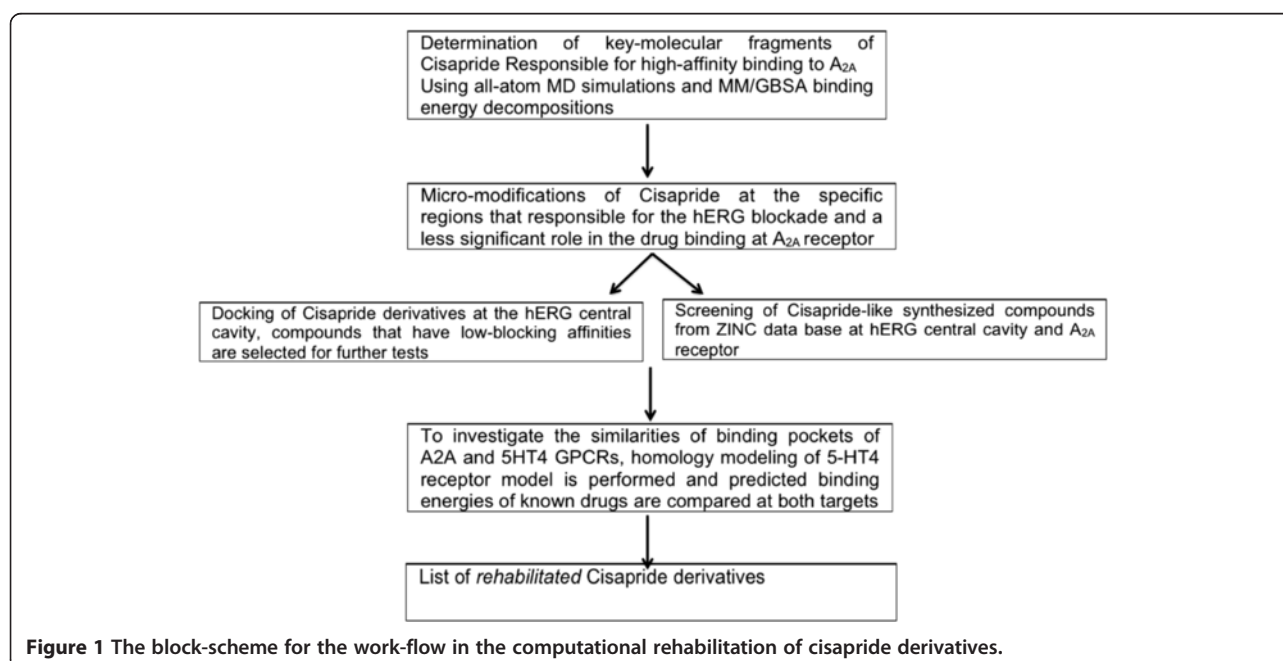 Determination of key-molecular fragments of
Cisapride Responsible for high-affinity binding to A2A
Using all-atom MD simulations and MM/GBSA binding
energy decompositions
Micro-modifications of Cisapride at the specific
regions that responsible for the hERG blockade and a
less significant role in the drug binding at A2A receptor
Docking of Cisapride derivatives at the hERG central
cavity, compounds that have low-blocking affinities
are selected for further tests
Screening of Cisapride-like synthesized compounds
from ZINC data base at hERG central cavity and A2A
receptor
To investigate the similarities of binding pockets of
A2A and 5HT4 GPCRs, homology modeling of 5-HT4
receptor model is performed and predicted binding
energies of known drugs are compared at both targets
List of rehabilitated Cisapride derivatives
Figure 1 The block-scheme for the work-flow in the computational rehabilitation of cisapride derivatives.